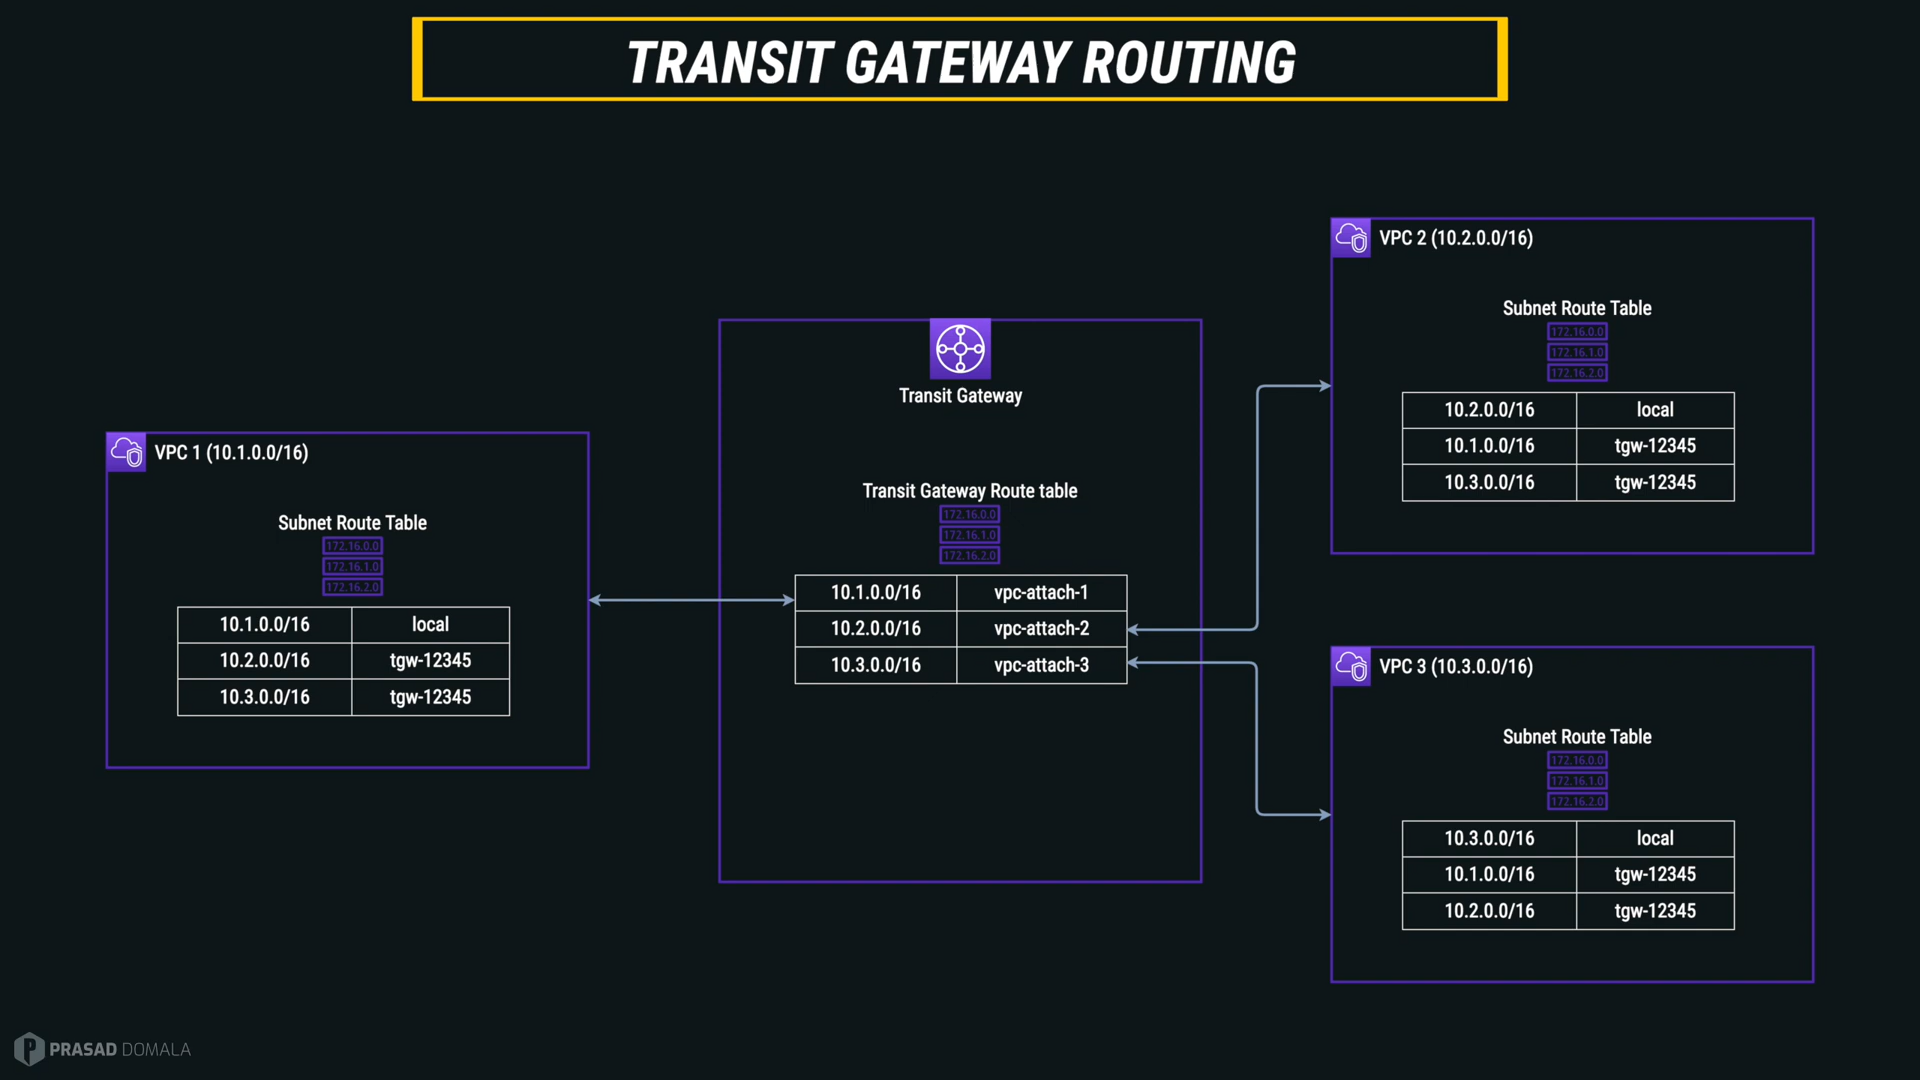 TRANSIT GATEWAY ROUTING
VPC 1 (10.1.0.0/16)
Subnet Route Table
172.16.0.0
172.16.1.0
172.16.2.0
10.1.0.0/16 local
10.2.0.0/16 tgw-12345
10.3.0.0/16 tgw-12345
Transit Gateway
Transit Gateway Route table
172.16.0.0
172.16.1.0
172.16.2.0
10.1.0.0/16 vpc-attach-1
10.2.0.0/16 vpc-attach-2
10.3.0.0/16 vpc-attach-3
VPC 2 (10.2.0.0/16)
Subnet Route Table
172.16.0.0
172.16.1.0
172.16.2.0
10.2.0.0/16 local
10.1.0.0/16 tgw-12345
10.3.0.0/16 tgw-12345
VPC 3 (10.3.0.0/16)
Subnet Route Table
172.16.0.0
172.16.1.0
172.16.2.0
10.3.0.0/16 local
10.1.0.0/16 tgw-12345
10.2.0.0/16 tgw-12345
PRASAD DOMALA